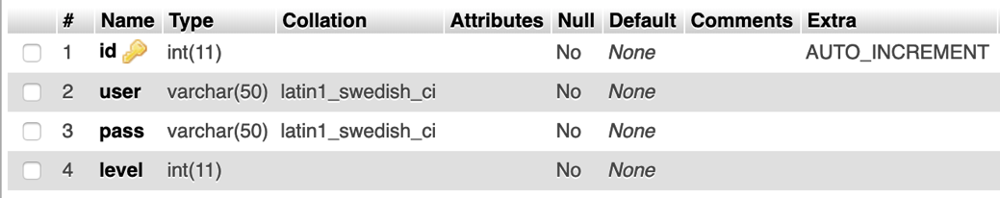 # Name Type Collation Attributes Null Default Comments Extra
1 id int(11) No None AUTO_INCREMENT
2 user varchar(50) latin1_swedish_ci No None
3 pass varchar(50) latin1_swedish_ci No None
4 level int(11) No None